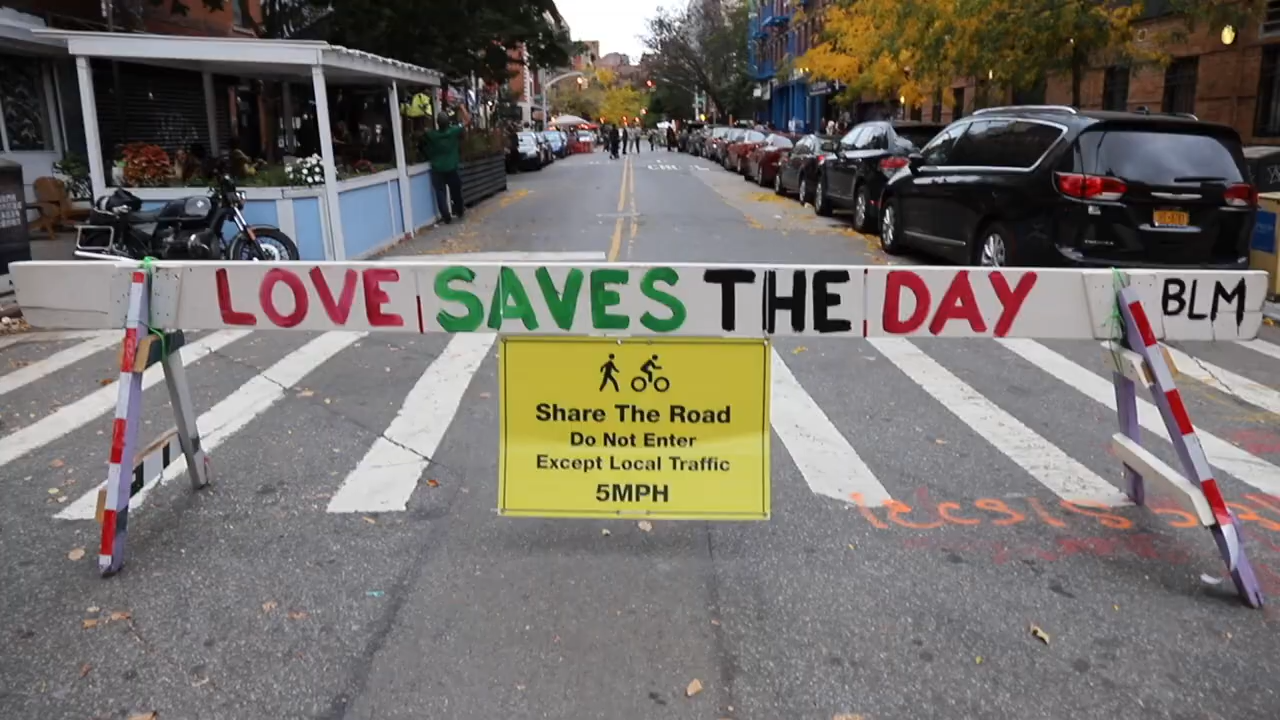 LOVE SAVES THE DAY BLM
Share The Road
Do Not Enter
Except Local Traffic
5MPH